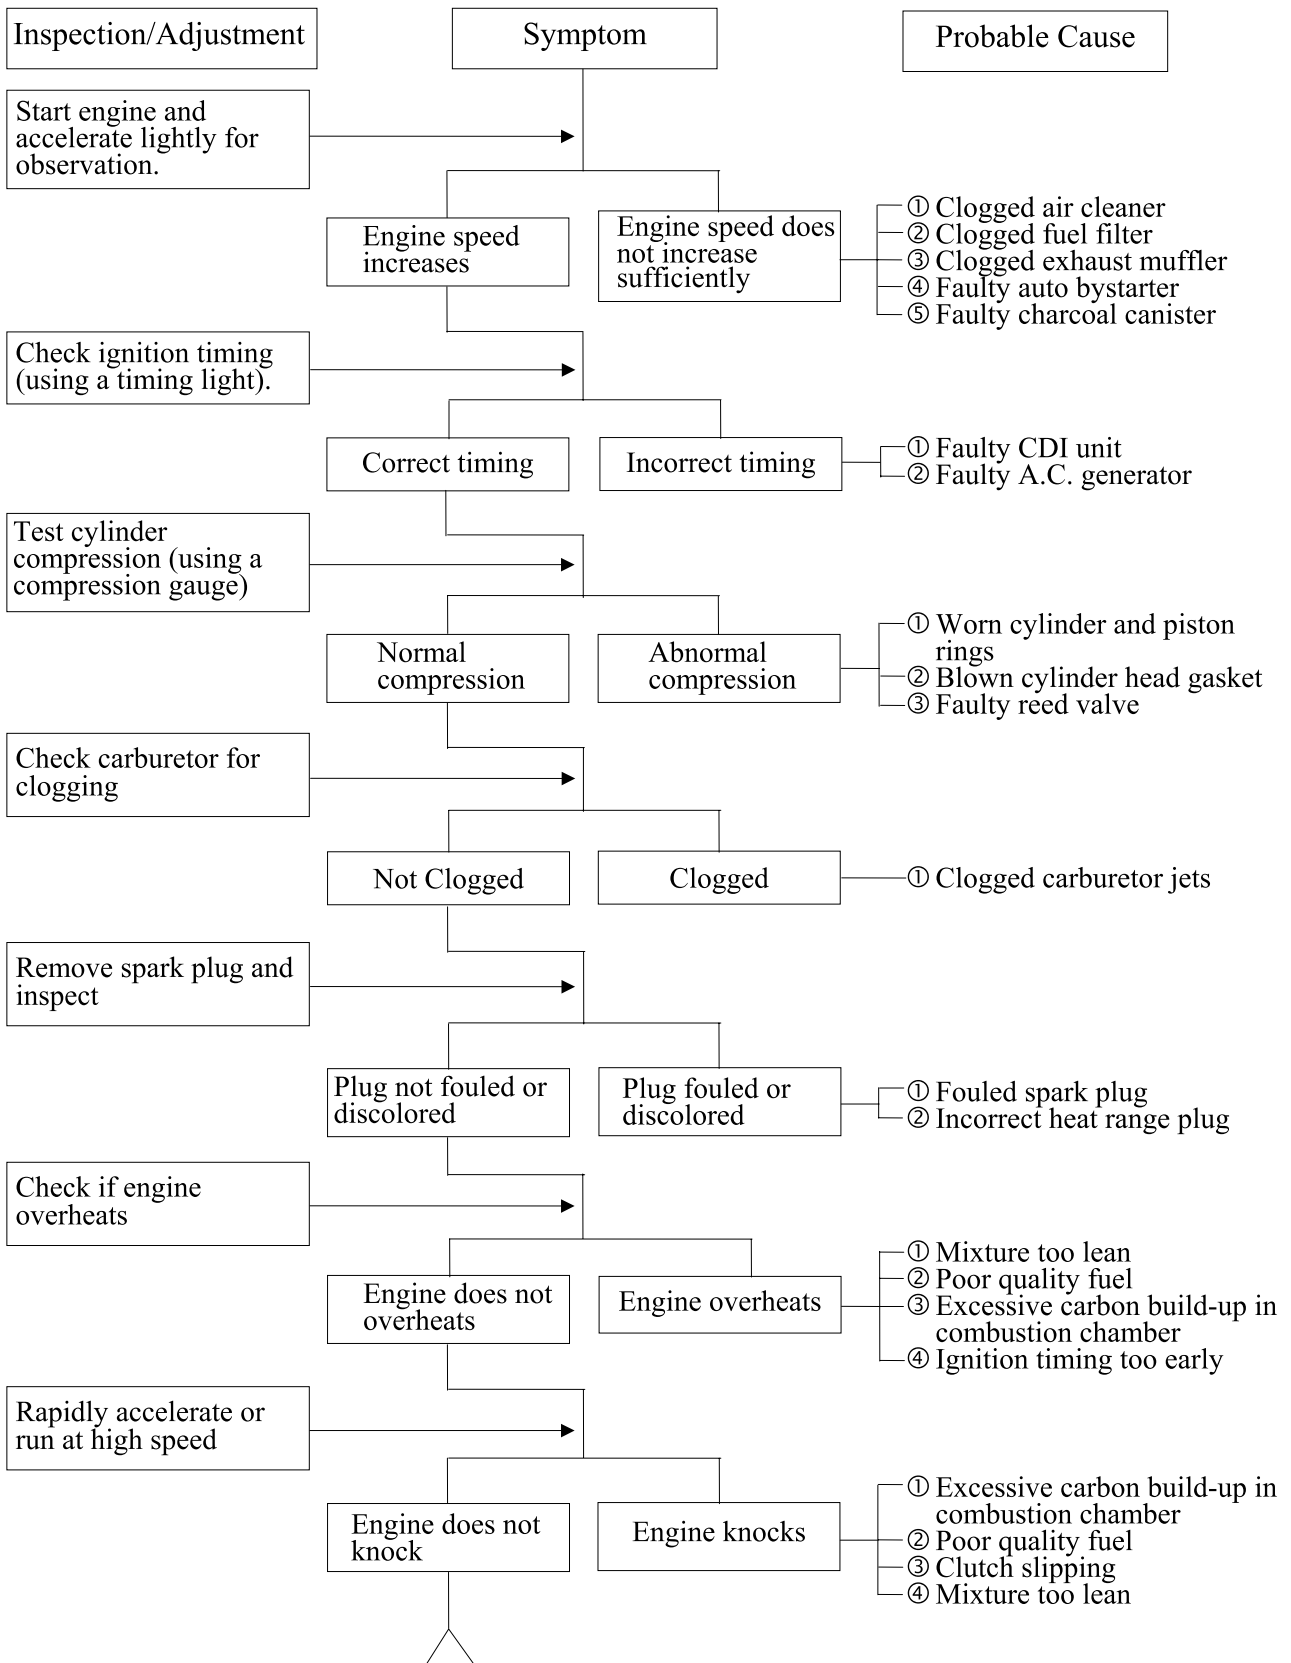 Inspection/Adjustment
Symptom
Probable Cause
Start engine and
accelerate lightly for
observation.
Engine speed
increases
Engine speed does
not increase
sufficiently
① Clogged air cleaner
② Clogged fuel filter
③ Clogged exhaust muffler
④ Faulty auto bystarter
⑤ Faulty charcoal canister
Check ignition timing
(using a timing light).
Correct timing
Incorrect timing
① Faulty CDI unit
② Faulty A.C. generator
Test cylinder
compression (using a
compression gauge)
Normal
compression
Abnormal
compression
① Worn cylinder and piston
rings
② Blown cylinder head gasket
③ Faulty reed valve
Check carburetor for
clogging
Not Clogged
Clogged
① Clogged carburetor jets
Remove spark plug and
inspect
Plug not fouled or
discolored
Plug fouled or
discolored
① Fouled spark plug
② Incorrect heat range plug
Check if engine
overheats
Engine does not
overheats
Engine overheats
① Mixture too lean
② Poor quality fuel
③ Excessive carbon build-up in
combustion chamber
④ Ignition timing too early
Rapidly accelerate or
run at high speed
Engine does not
knock
Engine knocks
① Excessive carbon build-up in
combustion chamber
② Poor quality fuel
③ Clutch slipping
④ Mixture too lean